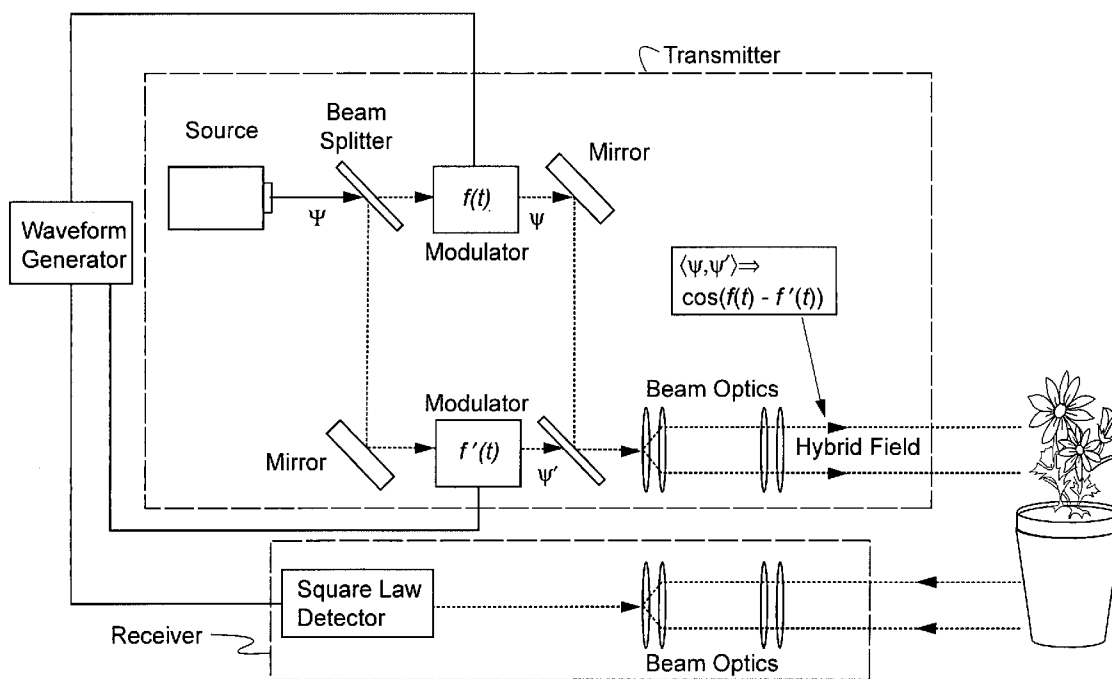 Transmitter
Beam
Splitter
Source
Mirror
f(t)
Ψ
ψ
Modulator
Waveform
Generator
⟨ψ,ψ′⟩⇒
cos(f(t) - f ′(t))
Beam Optics
Modulator
Hybrid Field
Mirror
f ′(t)
ψ′
Square Law
Detector
Receiver
Beam Optics